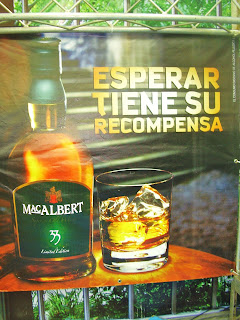 ESPERAR
TIENE SU
RECOMPENSA
MACALBERT
33
Limited Edition